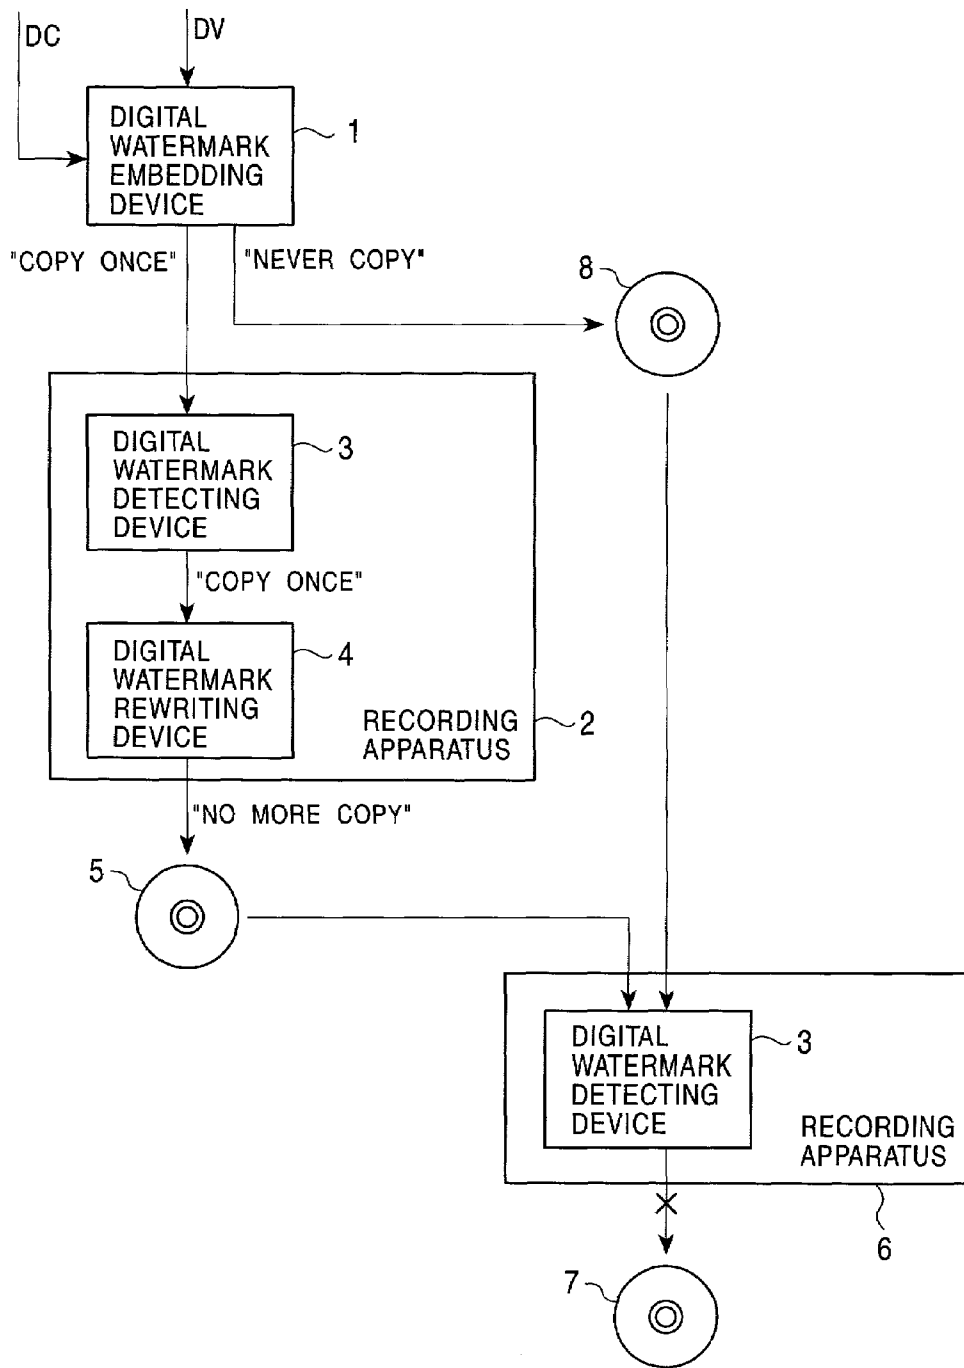 DC
DV
DIGITAL
WATERMARK
EMBEDDING
DEVICE
1
"COPY ONCE"
"NEVER COPY"
8
DIGITAL
WATERMARK
DETECTING
DEVICE
3
"COPY ONCE"
DIGITAL
WATERMARK
REWRITING
DEVICE
4
RECORDING
APPARATUS
2
"NO MORE COPY"
5
DIGITAL
WATERMARK
DETECTING
DEVICE
3
RECORDING
APPARATUS
6
7